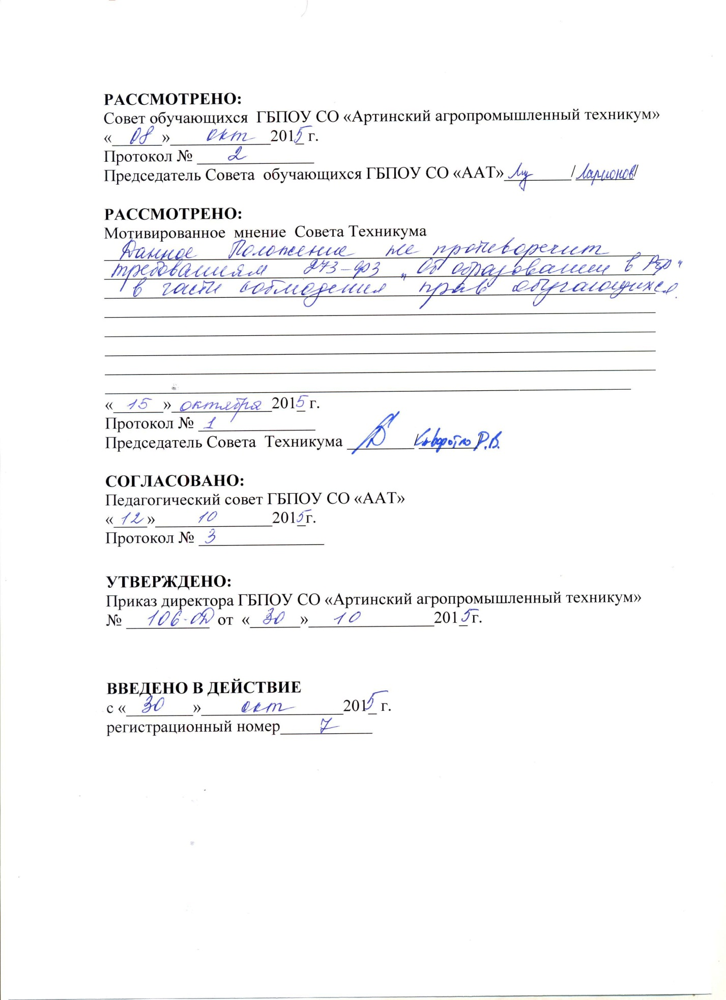 РАССМОТРЕНО:
Совет обучающихся ГБПОУ СО «Артинский агропромышленный техникум»
«08» окт 2015 г.
Протокол № 2
Председатель Совета обучающихся ГБПОУ СО «ААТ» / Ларионов/
РАССМОТРЕНО:
Мотивированное мнение Совета Техникума
Данное Положение не противоречит
требованиям 273-ФЗ „Об образовании в РФ"
в части соблюдения прав обучающихся.
«15» октября 2015 г.
Протокол № 1
Председатель Совета Техникума / Р.В.
СОГЛАСОВАНО:
Педагогический совет ГБПОУ СО «ААТ»
«12» 10 2015г.
Протокол № 3
УТВЕРЖДЕНО:
Приказ директора ГБПОУ СО «Артинский агропромышленный техникум»
№ 106-ОД от «30» 10 2015 г.
ВВЕДЕНО В ДЕЙСТВИЕ
с «30» окт 2015 г.
регистрационный номер 7